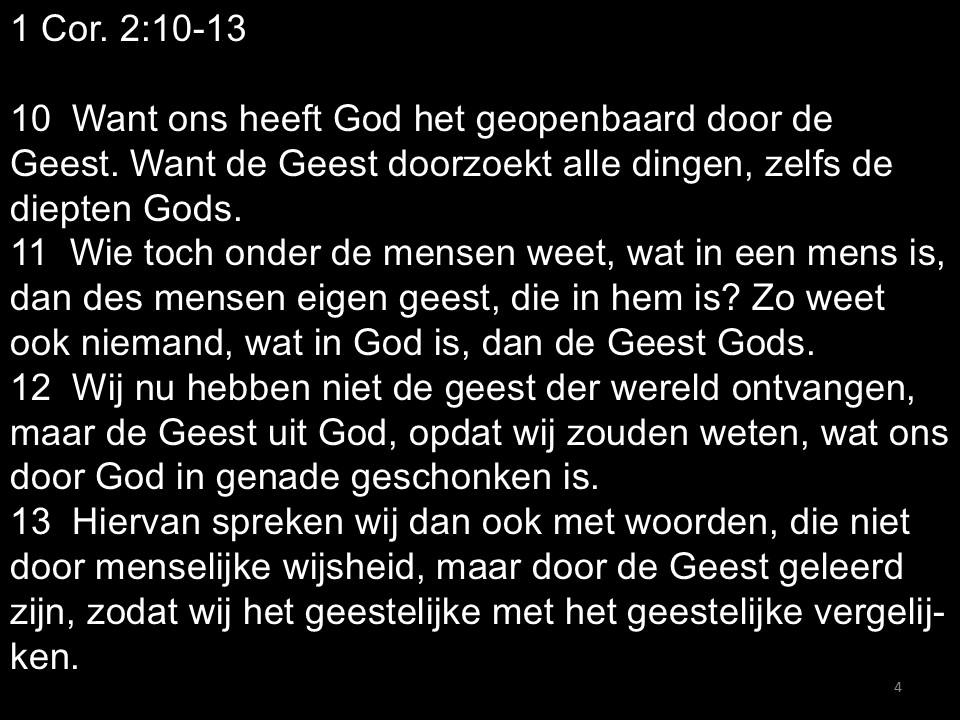 1 Cor. 2:10-13
10 Want ons heeft God het geopenbaard door de
Geest. Want de Geest doorzoekt alle dingen, zelfs de
diepten Gods.
11 Wie toch onder de mensen weet, wat in een mens is,
dan des mensen eigen geest, die in hem is? Zo weet
ook niemand, wat in God is, dan de Geest Gods.
12 Wij nu hebben niet de geest der wereld ontvangen,
maar de Geest uit God, opdat wij zouden weten, wat ons
door God in genade geschonken is.
13 Hiervan spreken wij dan ook met woorden, die niet
door menselijke wijsheid, maar door de Geest geleerd
zijn, zodat wij het geestelijke met het geestelijke vergelij-
ken.
4